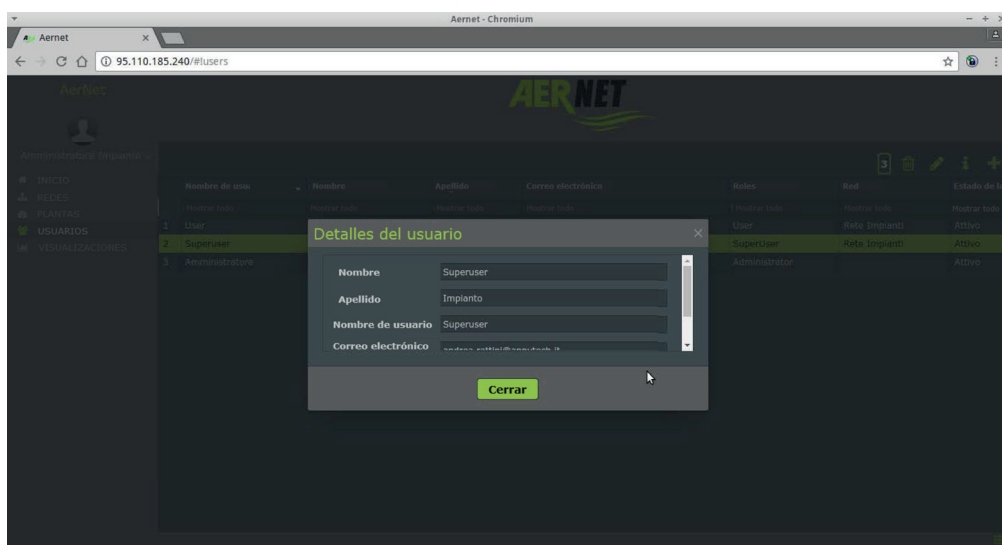 Aernet - Chromium
Aernet
95.110.185.240/#!users
AerNet
AERNET
INICIO
REDES
PLANTAS
USUARIOS
VISUALIZACIONES
3
Nombre de usua Nombre Apellido Correo electrónico Roles Red Estado de l
Mostrar todo Mostrar todo Mostrar todo Mostrar todo Mostrar todo Mostrar todo Mostrar todo
1 User User Rete Impianti Attivo
2 Superuser SuperUser Rete Impianti Attivo
3 Amministratore Administrator Attivo
Detalles del usuario
Nombre Superuser
Apellido Impianto
Nombre de usuario Superuser
Correo electrónico
Cerrar